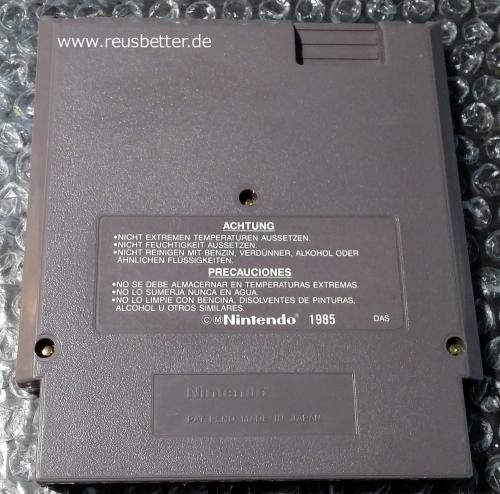 www.reusbetter.de
ACHTUNG
•NICHT EXTREMEN TEMPERATUREN AUSSETZEN.
•NICHT FEUCHTIGKEIT AUSSETZEN.
•NICHT REINIGEN MIT BENZIN, VERDÜNNER, ALKOHOL ODER
ÄHNLICHEN FLÜSSIGKEITEN.
PRECAUCIONES
•NO SE DEBE ALMACERNAR EN TEMPERATURAS EXTREMAS.
•NO LO SUMERJA NUNCA EN AGUA.
•NO LO LIMPIE CON BENCINA, DISOLVENTES DE PINTURAS,
ALCOHOL U OTROS SIMILARES.
©Ⓜ Nintendo® 1985 DAS
Nintendo
PAT. PEND. MADE IN JAPAN